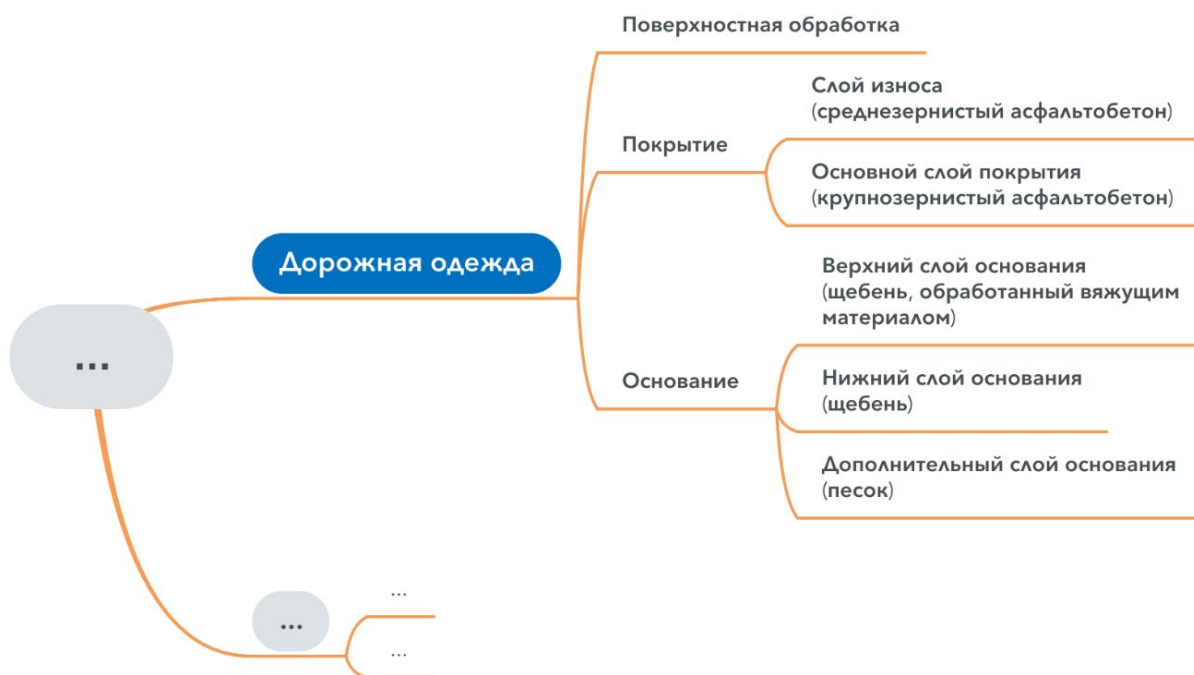 Поверхностная обработка
Слой износа
(среднезернистый асфальтобетон)
Покрытие
Основной слой покрытия
(крупнозернистый асфальтобетон)
Дорожная одежда
Верхний слой основания
(щебень, обработанный вяжущим
материалом)
...
Основание
Нижний слой основания
(щебень)
Дополнительный слой основания
(песок)
...
...
...